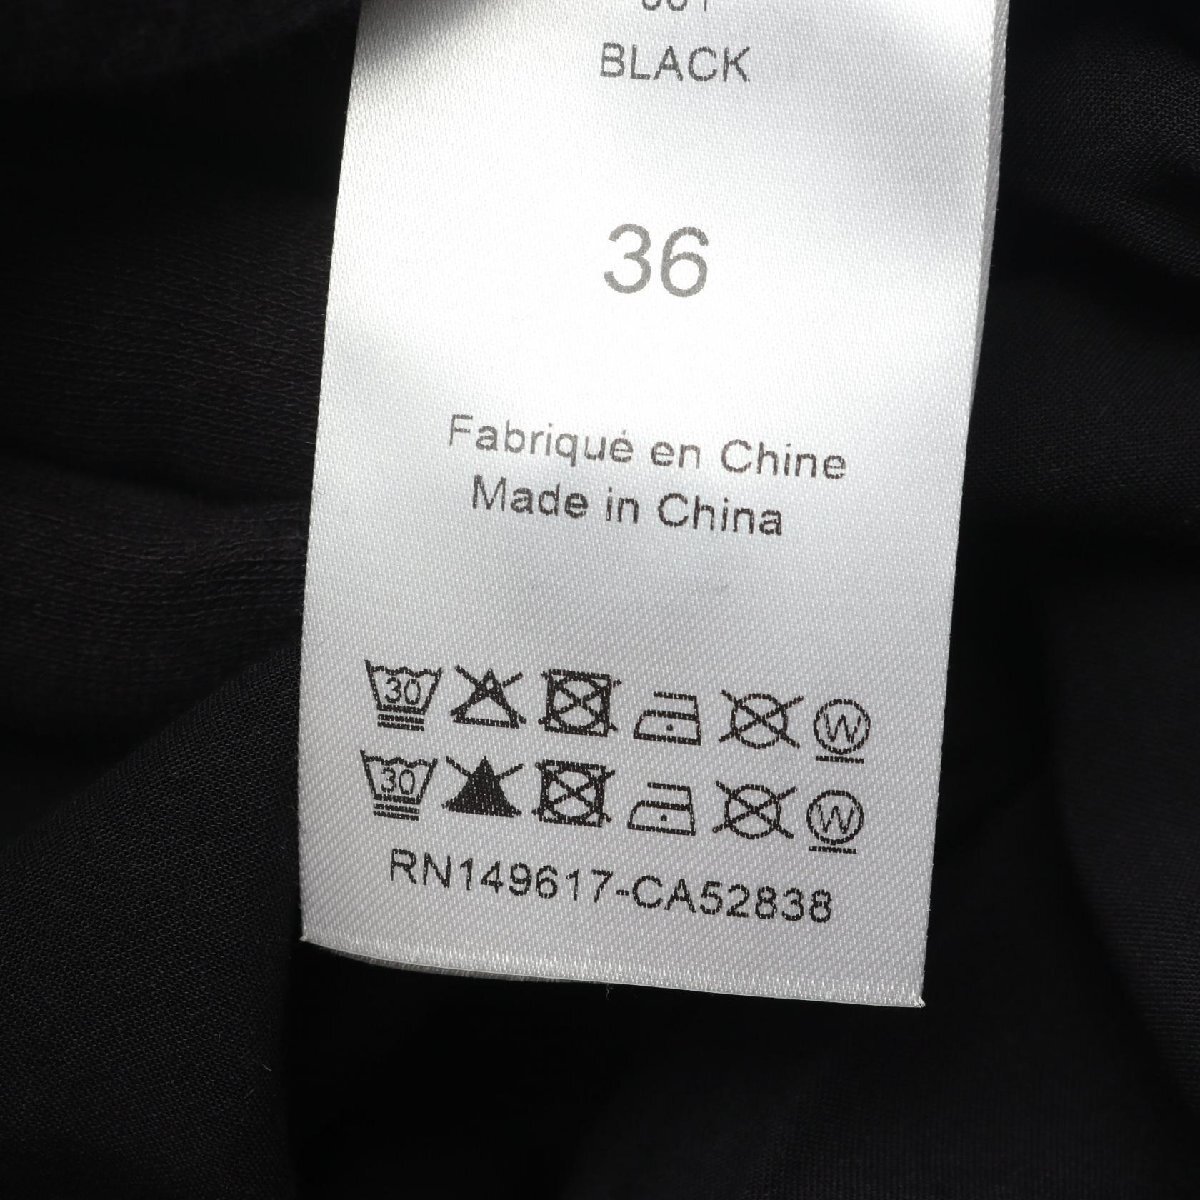 BLACK
36
Fabriqué en Chine
Made in China
30 W
30 W
RN149617-CA52838